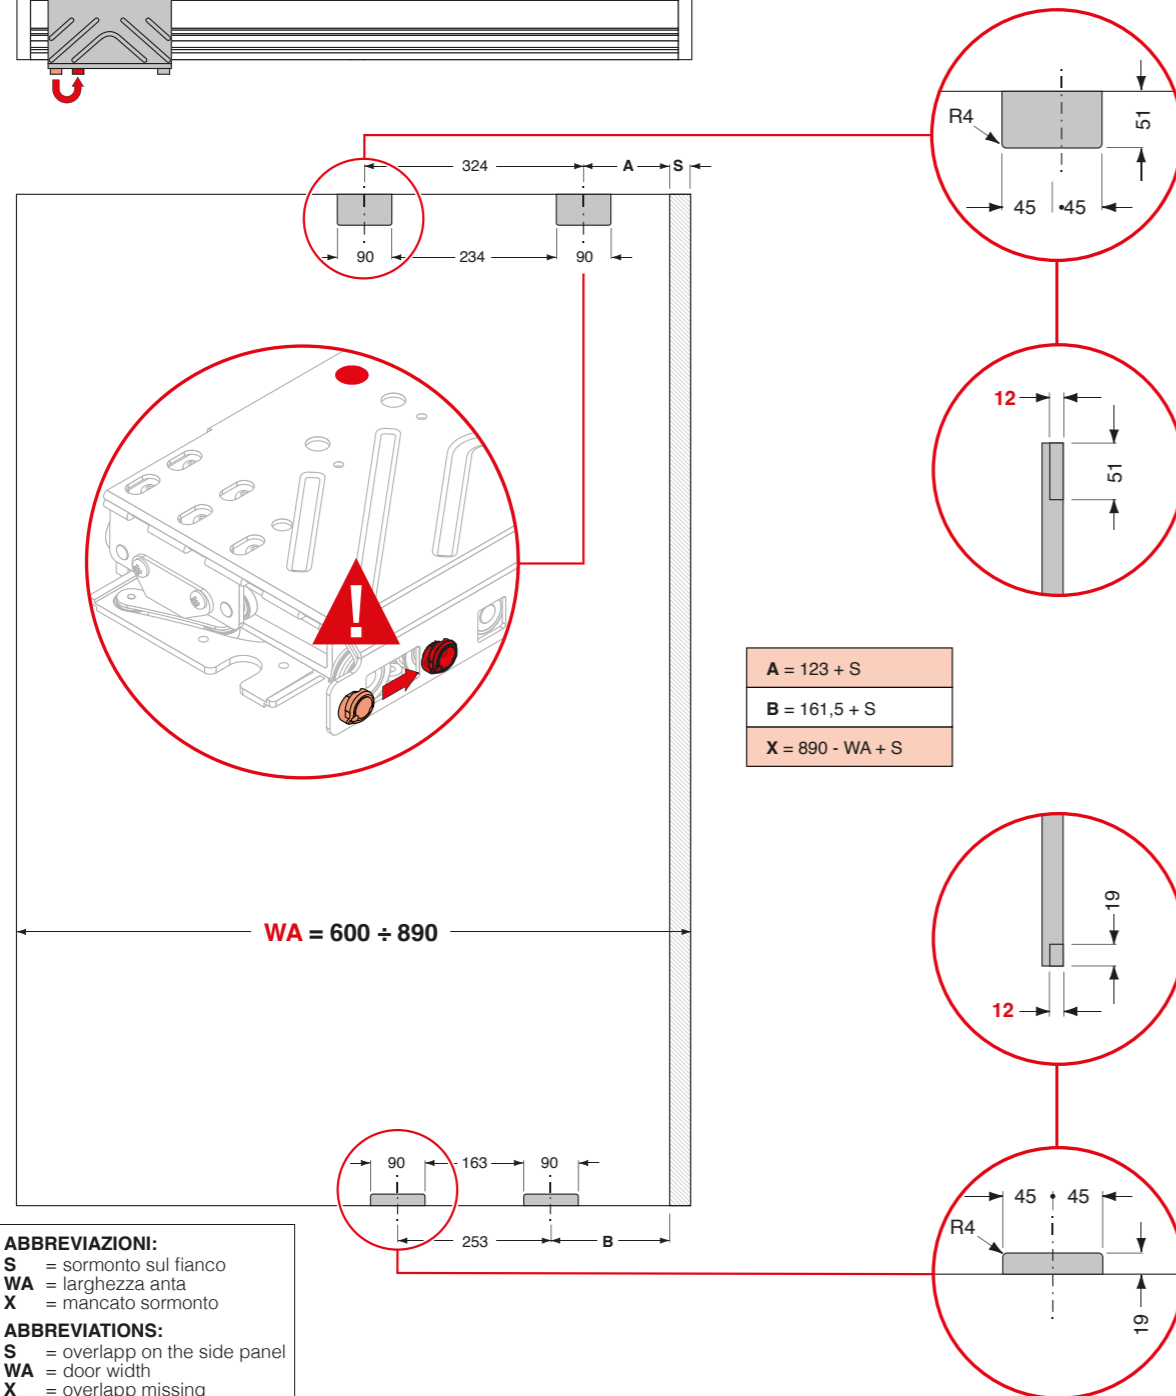 R4
51
45 45
324 A S
90 234 90
12
51
!
A = 123 + S
B = 161,5 + S
X = 890 - WA + S
WA = 600 ÷ 890
19
12
90 163 90
253 B
45 45
R4
19
ABBREVIAZIONI:
S = sormonto sul fianco
WA = larghezza anta
X = mancato sormonto
ABBREVIATIONS:
S = overlapp on the side panel
WA = door width
X = overlapp missing